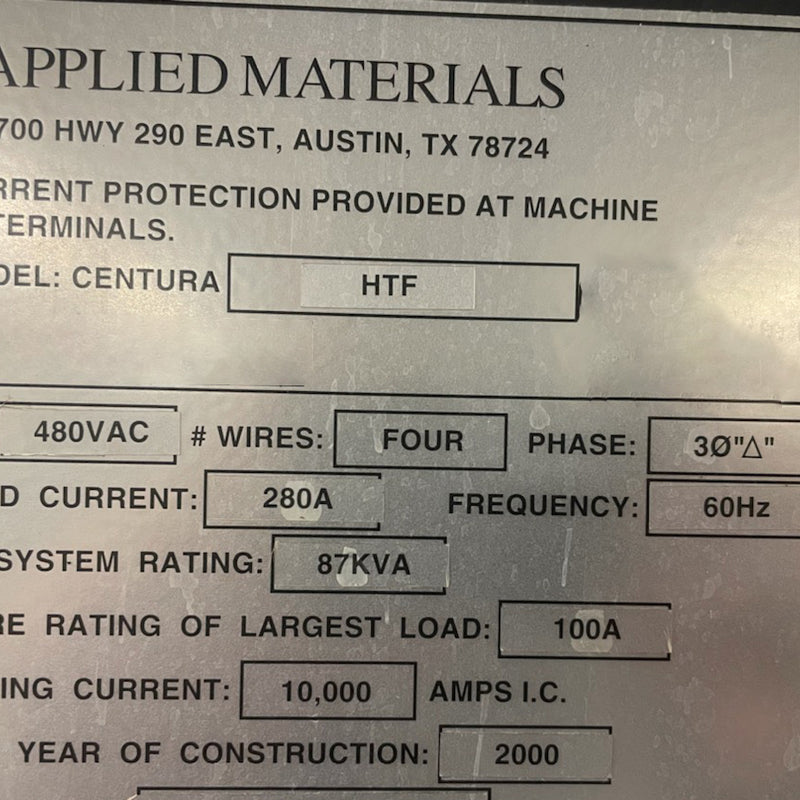 APPLIED MATERIALS
700 HWY 290 EAST, AUSTIN, TX 78724
RRENT PROTECTION PROVIDED AT MACHINE
TERMINALS.
DEL: CENTURA HTF
480VAC # WIRES: FOUR PHASE: 3Ø"Δ"
D CURRENT: 280A FREQUENCY: 60Hz
SYSTEM RATING: 87KVA
RE RATING OF LARGEST LOAD: 100A
ING CURRENT: 10,000 AMPS I.C.
YEAR OF CONSTRUCTION: 2000